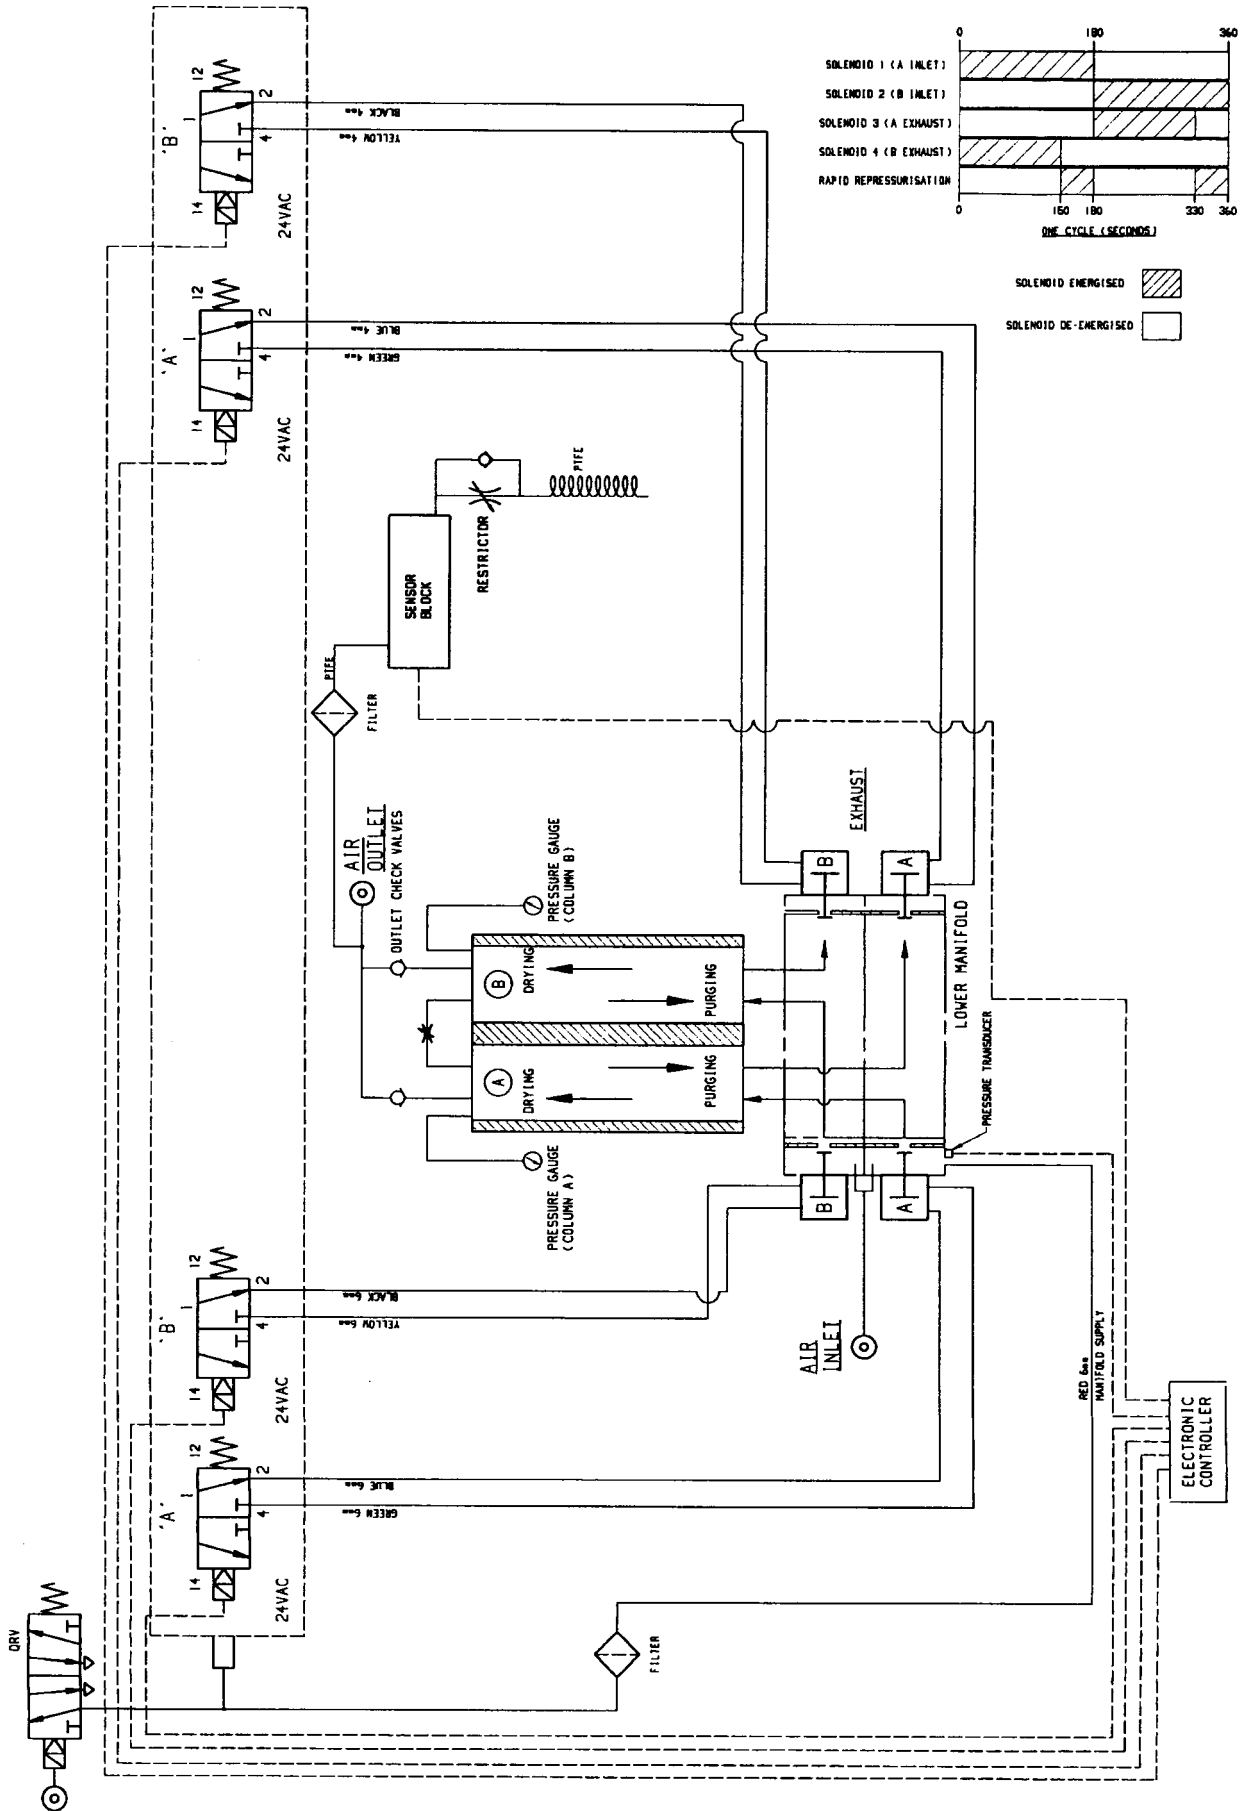 0 180 360
SOLENOID 1 (A INLET)
SOLENOID 2 (B INLET)
SOLENOID 3 (A EXHAUST)
SOLENOID 4 (B EXHAUST)
RAPID REPRESSURISATION
0 150 180 330 360
ONE CYCLE (SECONDS)
SOLENOID ENERGISED
SOLENOID DE-ENERGISED
'B'
12
1
2
4
14
24VAC
BLACK 4mm
YELLOW 4mm
'A'
12
1
2
4
14
24VAC
BLUE 4mm
GREEN 4mm
PTFE
RESTRICTOR
SENSOR
BLOCK
PTFE
FILTER
AIR
OUTLET
OUTLET CHECK VALVES
PRESSURE GAUGE
(COLUMN B)
B
DRYING
PURGING
A
DRYING
PURGING
PRESSURE GAUGE
(COLUMN A)
EXHAUST
B
A
LOWER MANIFOLD
PRESSURE TRANSDUCER
B
A
AIR
INLET
'B'
12
1
2
4
14
24VAC
BLACK 6mm
YELLOW 6mm
'A'
12
1
2
4
14
24VAC
BLUE 6mm
GREEN 6mm
RED 6mm
MANIFOLD SUPPLY
QRV
FILTER
ELECTRONIC
CONTROLLER